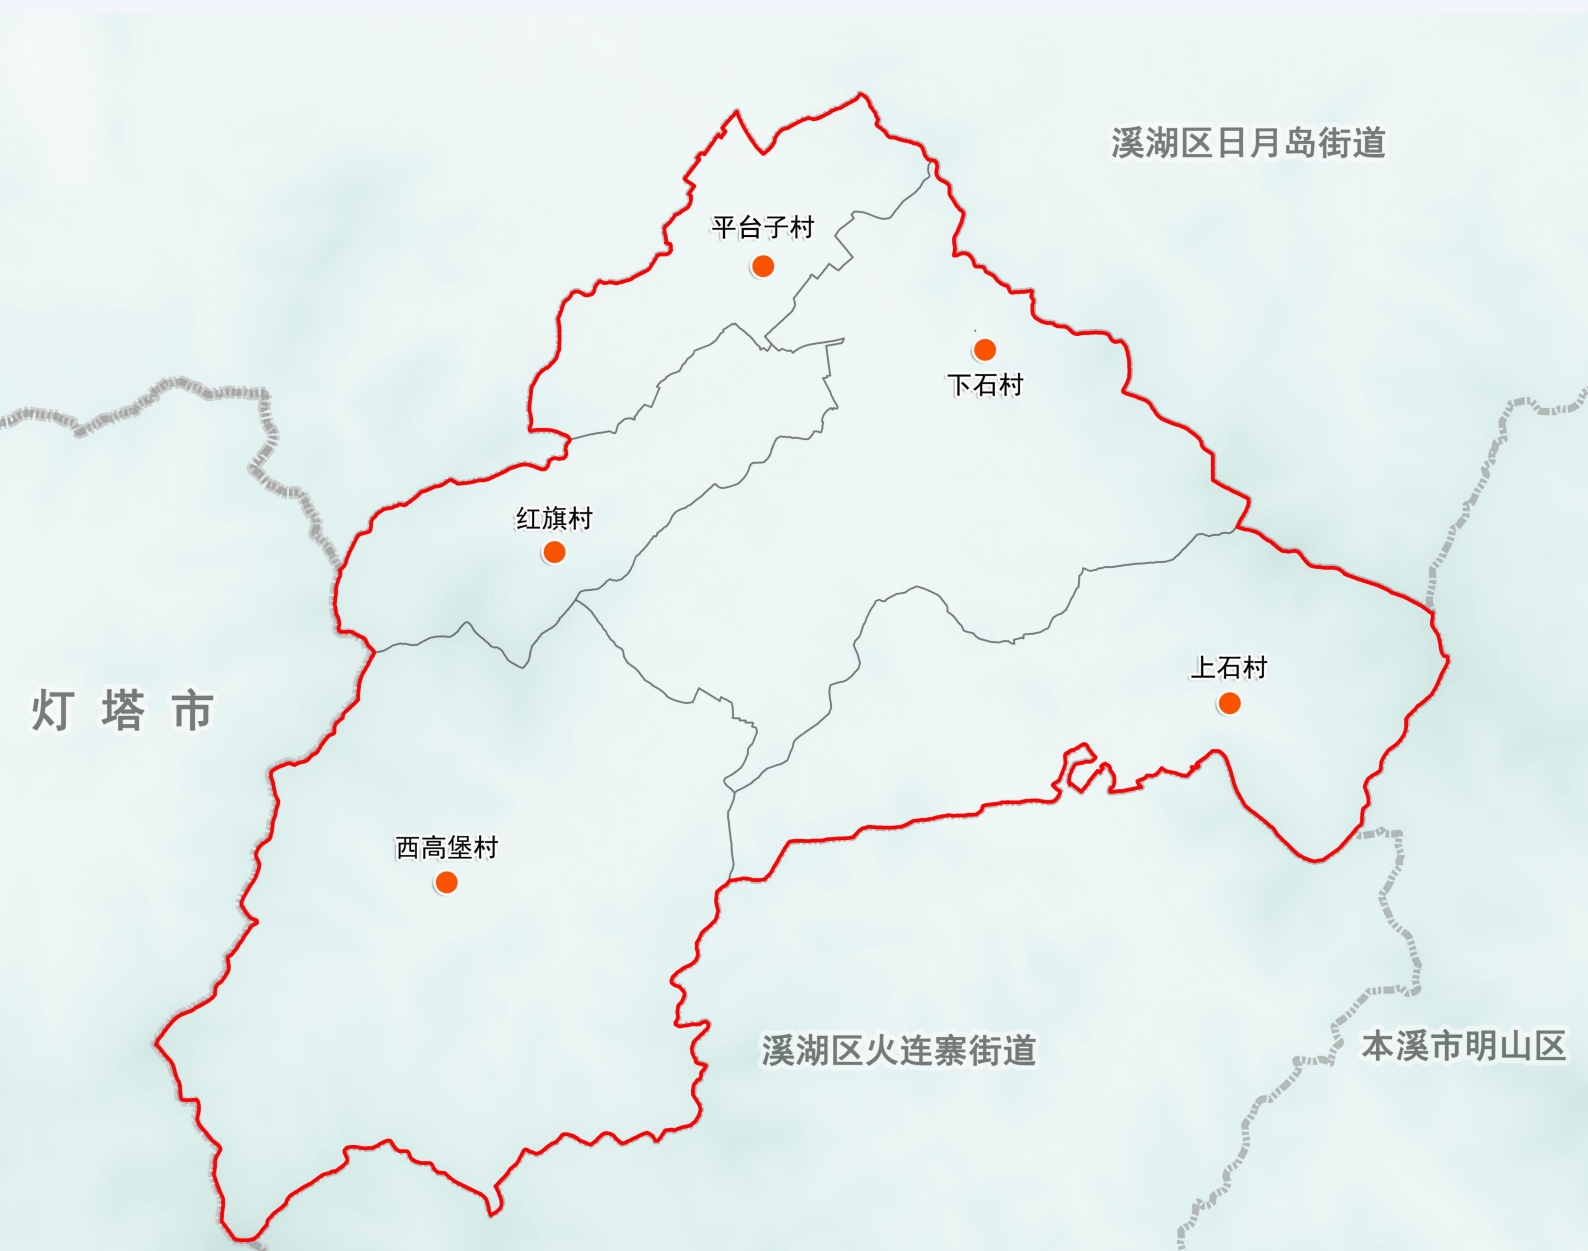 溪湖区日月岛街道
平台子村
下石村
红旗村
上石村
灯塔市
西高堡村
溪湖区火连寨街道
本溪市明山区